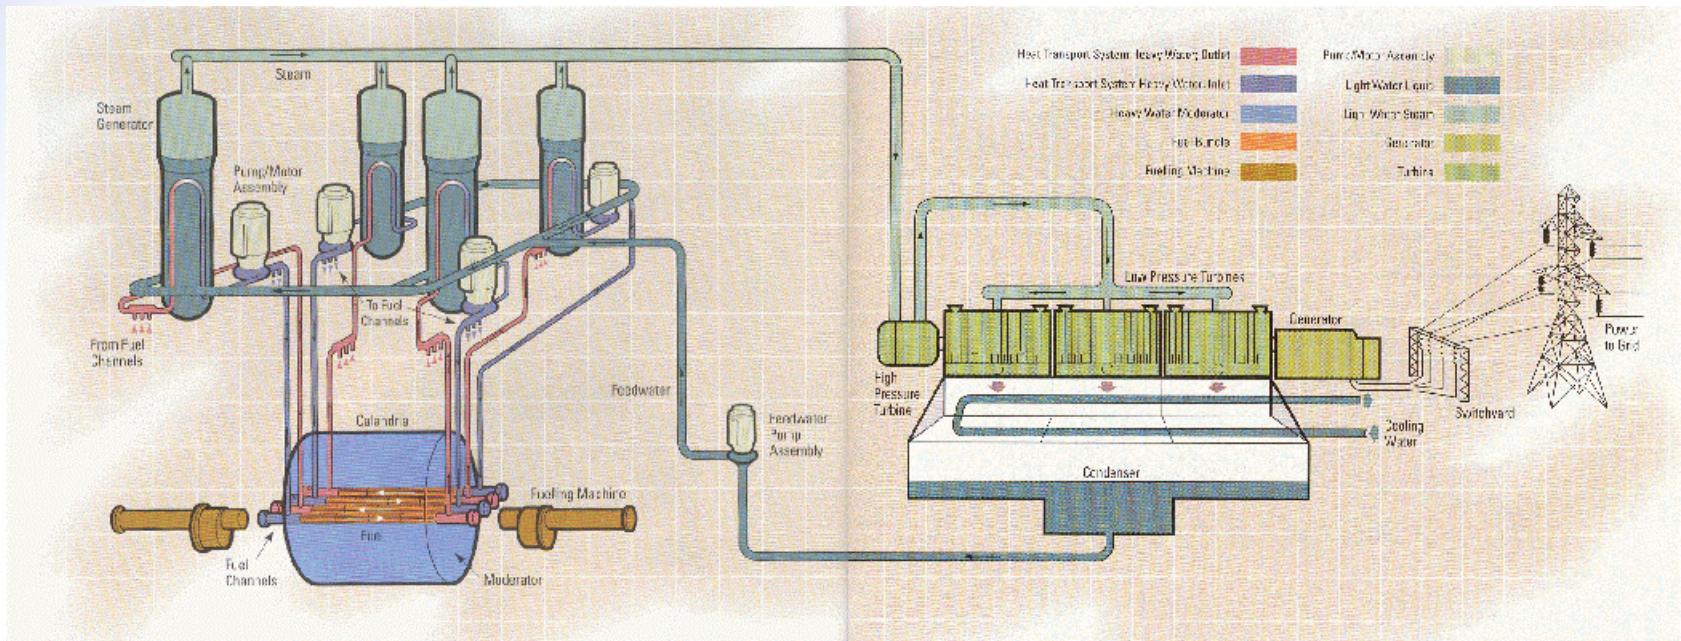 Steam
Steam
Generator
Pump/Motor
Assembly
To Fuel
Channels
From Fuel
Channels
Calandria
Fuel
Fuelling Machine
Fuel
Channels
Moderator
Feedwater
Feedwater
Pump
Assembly
Heat Transport System Heavy Water, Outlet
Heat Transport System Heavy Water, Inlet
Heavy Water Moderator
Fuel Bundle
Fuelling Machine
Pump/Motor Assembly
Light Water Liquid
Light Water Steam
Generator
Turbine
Low Pressure Turbines
Generator
High
Pressure
Turbine
Power
to Grid
Switchyard
Cooling
Water
Condenser